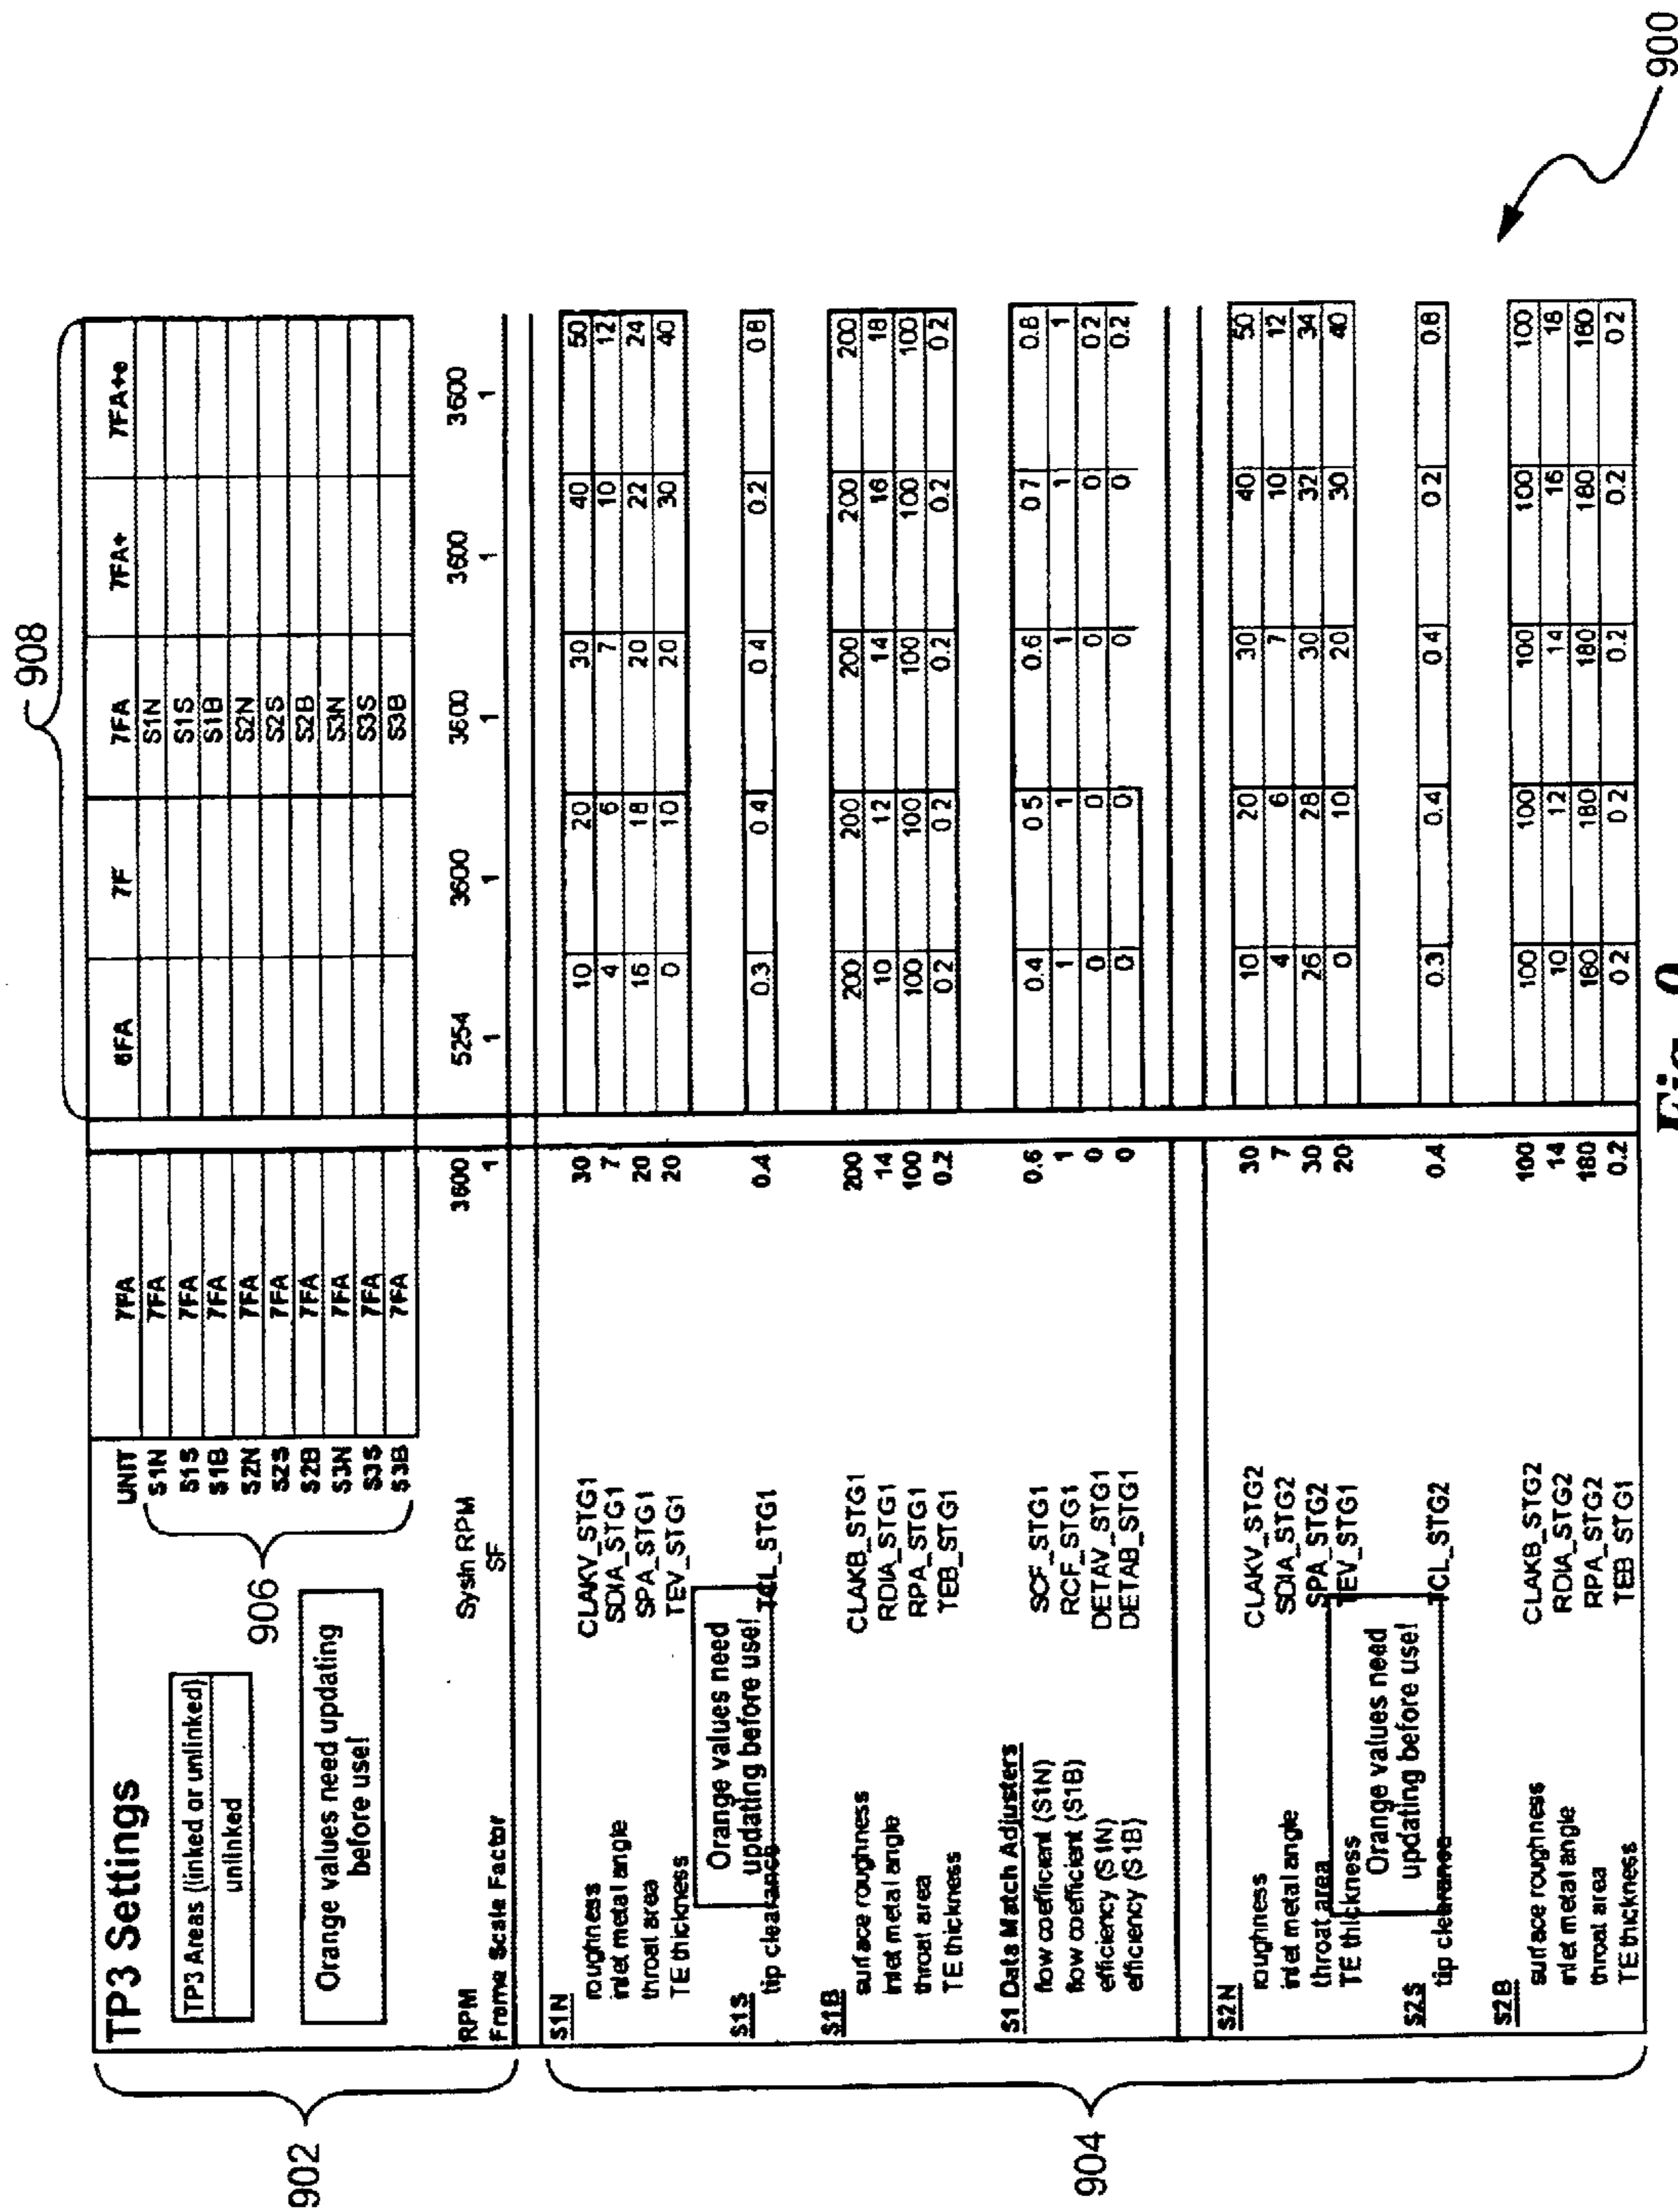 908
TP3 Settings UNIT 7FA 6FA 7F 7FA 7FA+ 7FA+e
TP3 Areas (linked or unlinked)
unlinked
Orange values need updating before use!
906
S1N 7FA S1N
S1S 7FA S1S
S1B 7FA S1B
S2N 7FA S2N
S2S 7FA S2S
S2B 7FA S2B
S3N 7FA S3N
S3S 7FA S3S
S3B 7FA S3B
902
RPM Sysin RPM 3600 5254 3600 3600 3600 3600
Frame Scale Factor SF 1 1 1 1 1 1
S1N
roughness CLAKV_STG1 30 10 20 30 40 50
inlet metal angle SDIA_STG1 7 4 6 7 10 12
throat area SPA_STG1 20 16 18 20 22 24
TE thickness TEV_STG1 20 0 10 20 30 40
Orange values need updating before use!
S1S
tip clearance TCL_STG1 0.4 0.3 0.4 0.4 0.2 0.8
S1B
surface roughness CLAKB_STG1 200 200 200 200 200 200
inlet metal angle RDIA_STG1 14 10 12 14 16 18
throat area RPA_STG1 100 100 100 100 100 100
TE thickness TEB_STG1 0.2 0.2 0.2 0.2 0.2 0.2
S1 Data Match Adjusters
flow coefficient (S1N) SCF_STG1 0.6 0.4 0.5 0.6 0.7 0.8
flow coefficient (S1B) RCF_STG1 1 1 1 1 1 1
efficiency (S1N) DETAV_STG1 0 0 0 0 0 0.2
efficiency (S1B) DETAB_STG1 0 0 0 0 0 0.2
904
S2N
roughness CLAKV_STG2 30 10 20 30 40 50
inlet metal angle SDIA_STG2 7 4 6 7 10 12
throat area SPA_STG2 30 26 28 30 32 34
TE thickness TEV_STG1 20 0 10 20 30 40
Orange values need updating before use!
S2S
tip clearance TCL_STG2 0.4 0.3 0.4 0.4 0.2 0.8
S2B
surface roughness CLAKB_STG2 100 100 100 100 100 100
inlet metal angle RDIA_STG2 14 10 12 14 16 18
throat area RPA_STG2 180 180 180 180 180 180
TE thickness TEB_STG1 0.2 0.2 0.2 0.2 0.2 0.2
Fig. 9
900